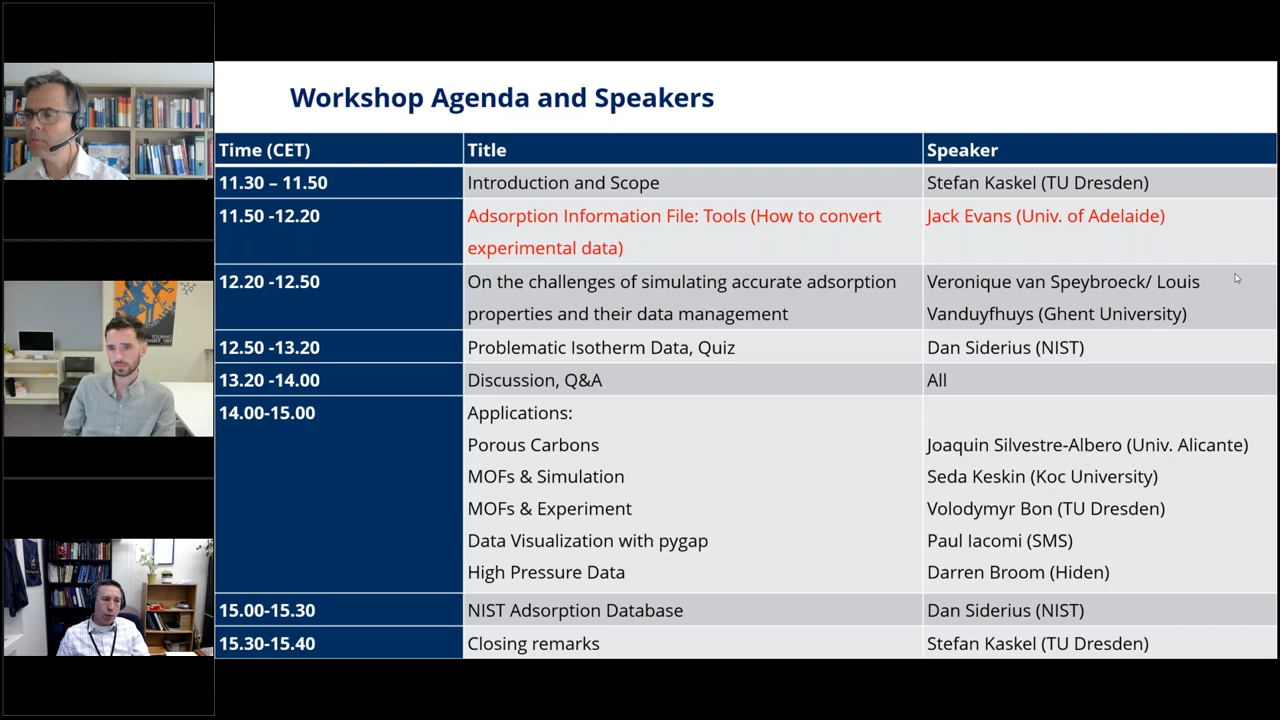 Workshop Agenda and Speakers
Time (CET) Title Speaker
11.30 – 11.50 Introduction and Scope Stefan Kaskel (TU Dresden)
11.50 -12.20 Adsorption Information File: Tools (How to convert Jack Evans (Univ. of Adelaide)
experimental data)
12.20 -12.50 On the challenges of simulating accurate adsorption Veronique van Speybroeck/ Louis
properties and their data management Vanduyfhuys (Ghent University)
12.50 -13.20 Problematic Isotherm Data, Quiz Dan Siderius (NIST)
13.20 -14.00 Discussion, Q&A All
14.00-15.00 Applications:
Porous Carbons Joaquin Silvestre-Albero (Univ. Alicante)
MOFs & Simulation Seda Keskin (Koc University)
MOFs & Experiment Volodymyr Bon (TU Dresden)
Data Visualization with pygap Paul Iacomi (SMS)
High Pressure Data Darren Broom (Hiden)
15.00-15.30 NIST Adsorption Database Dan Siderius (NIST)
15.30-15.40 Closing remarks Stefan Kaskel (TU Dresden)